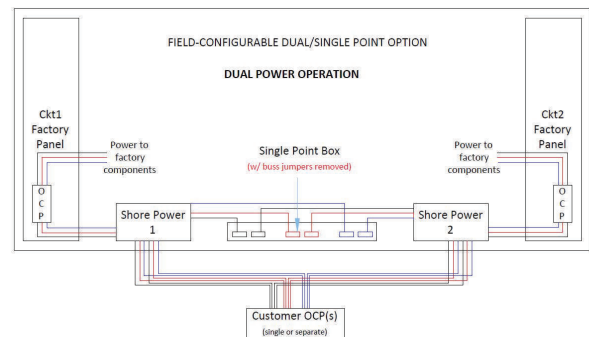 FIELD-CONFIGURABLE DUAL/SINGLE POINT OPTION
DUAL POWER OPERATION
Ckt1
Factory
Panel
Power to
factory
components
Single Point Box
(w/ buss jumpers removed)
Ckt2
Factory
Panel
Power to
factory
components
O
C
P
Shore Power
1
Shore Power
2
O
C
P
Customer OCP(s)
(single or separate)